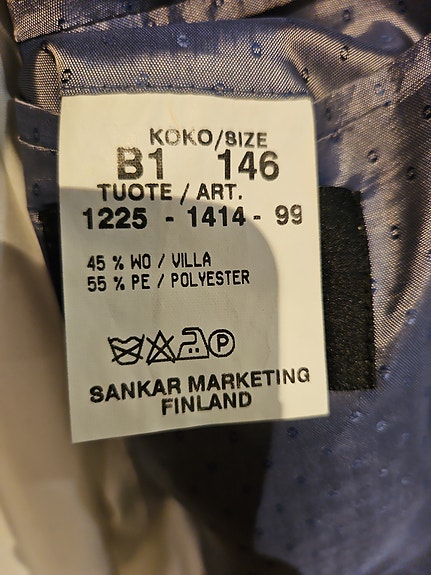 KOKO/SIZE
B1 146
TUOTE / ART.
1225 - 1414 - 99
45 % WO / VILLA
55 % PE / POLYESTER
P
SANKAR MARKETING
FINLAND